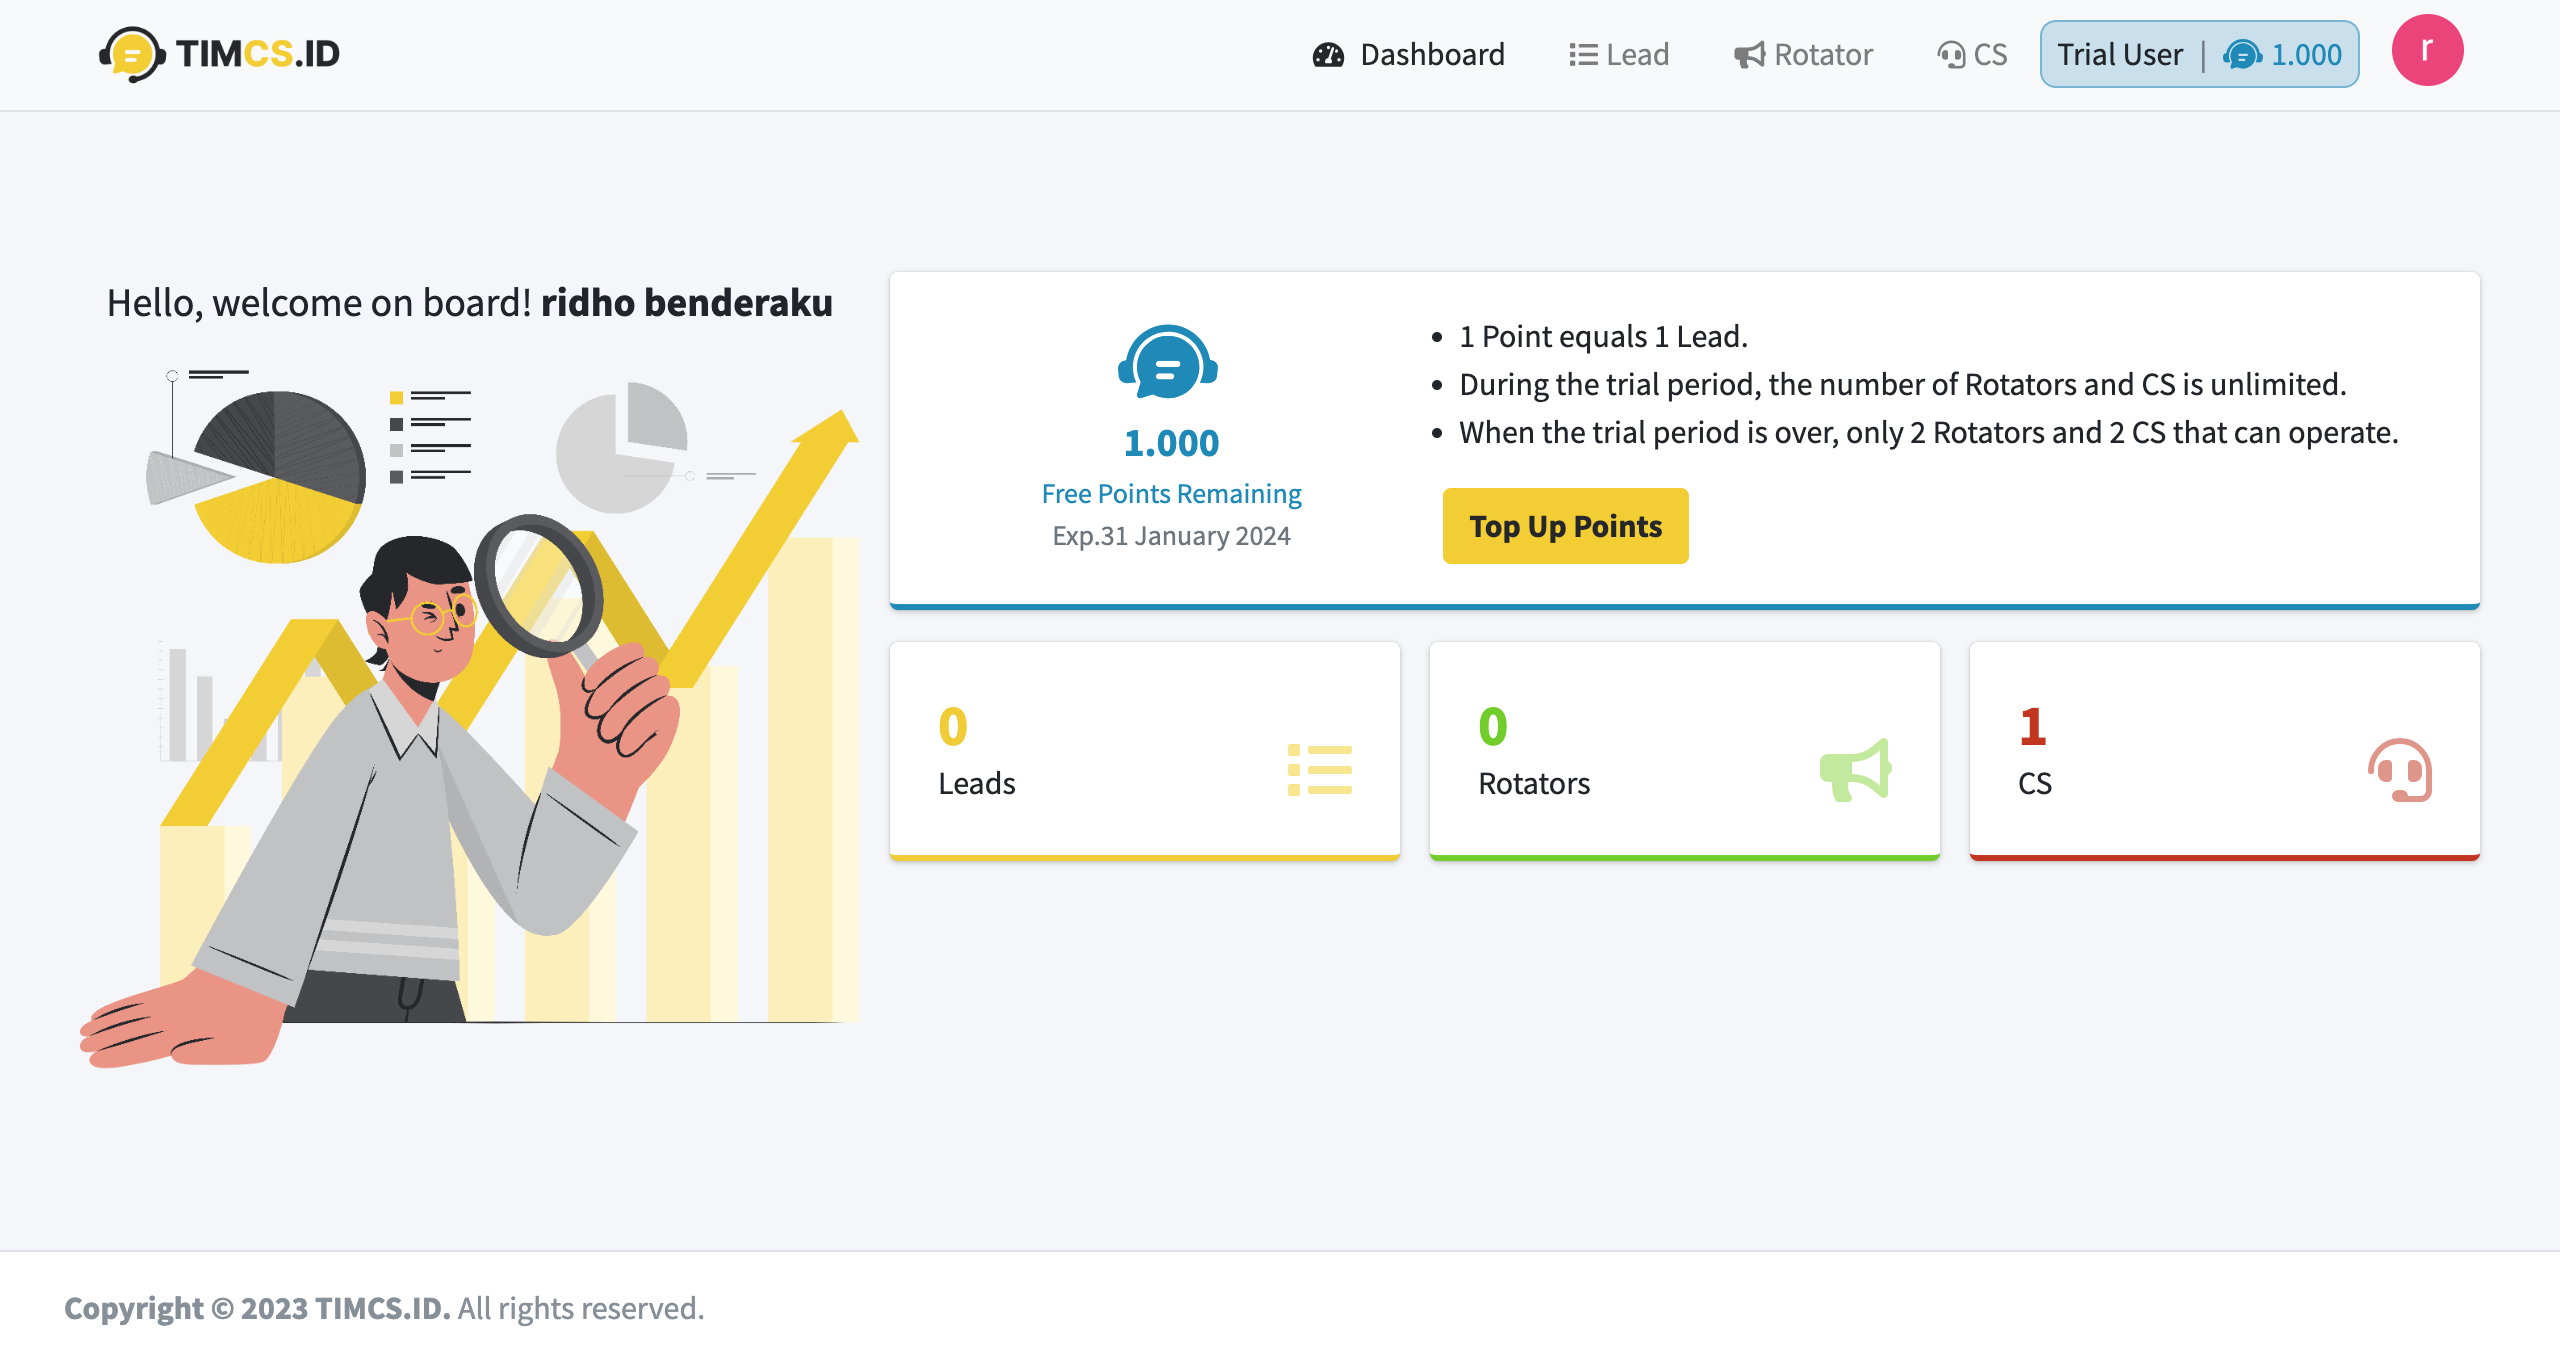 TIMCS.ID
Dashboard
Lead
Rotator
CS
Trial User | 1.000
r
Hello, welcome on board! ridho benderaku
1.000
Free Points Remaining
Exp.31 January 2024
• 1 Point equals 1 Lead.
• During the trial period, the number of Rotators and CS is unlimited.
• When the trial period is over, only 2 Rotators and 2 CS that can operate.
Top Up Points
0
Leads
0
Rotators
1
CS
Copyright © 2023 TIMCS.ID. All rights reserved.